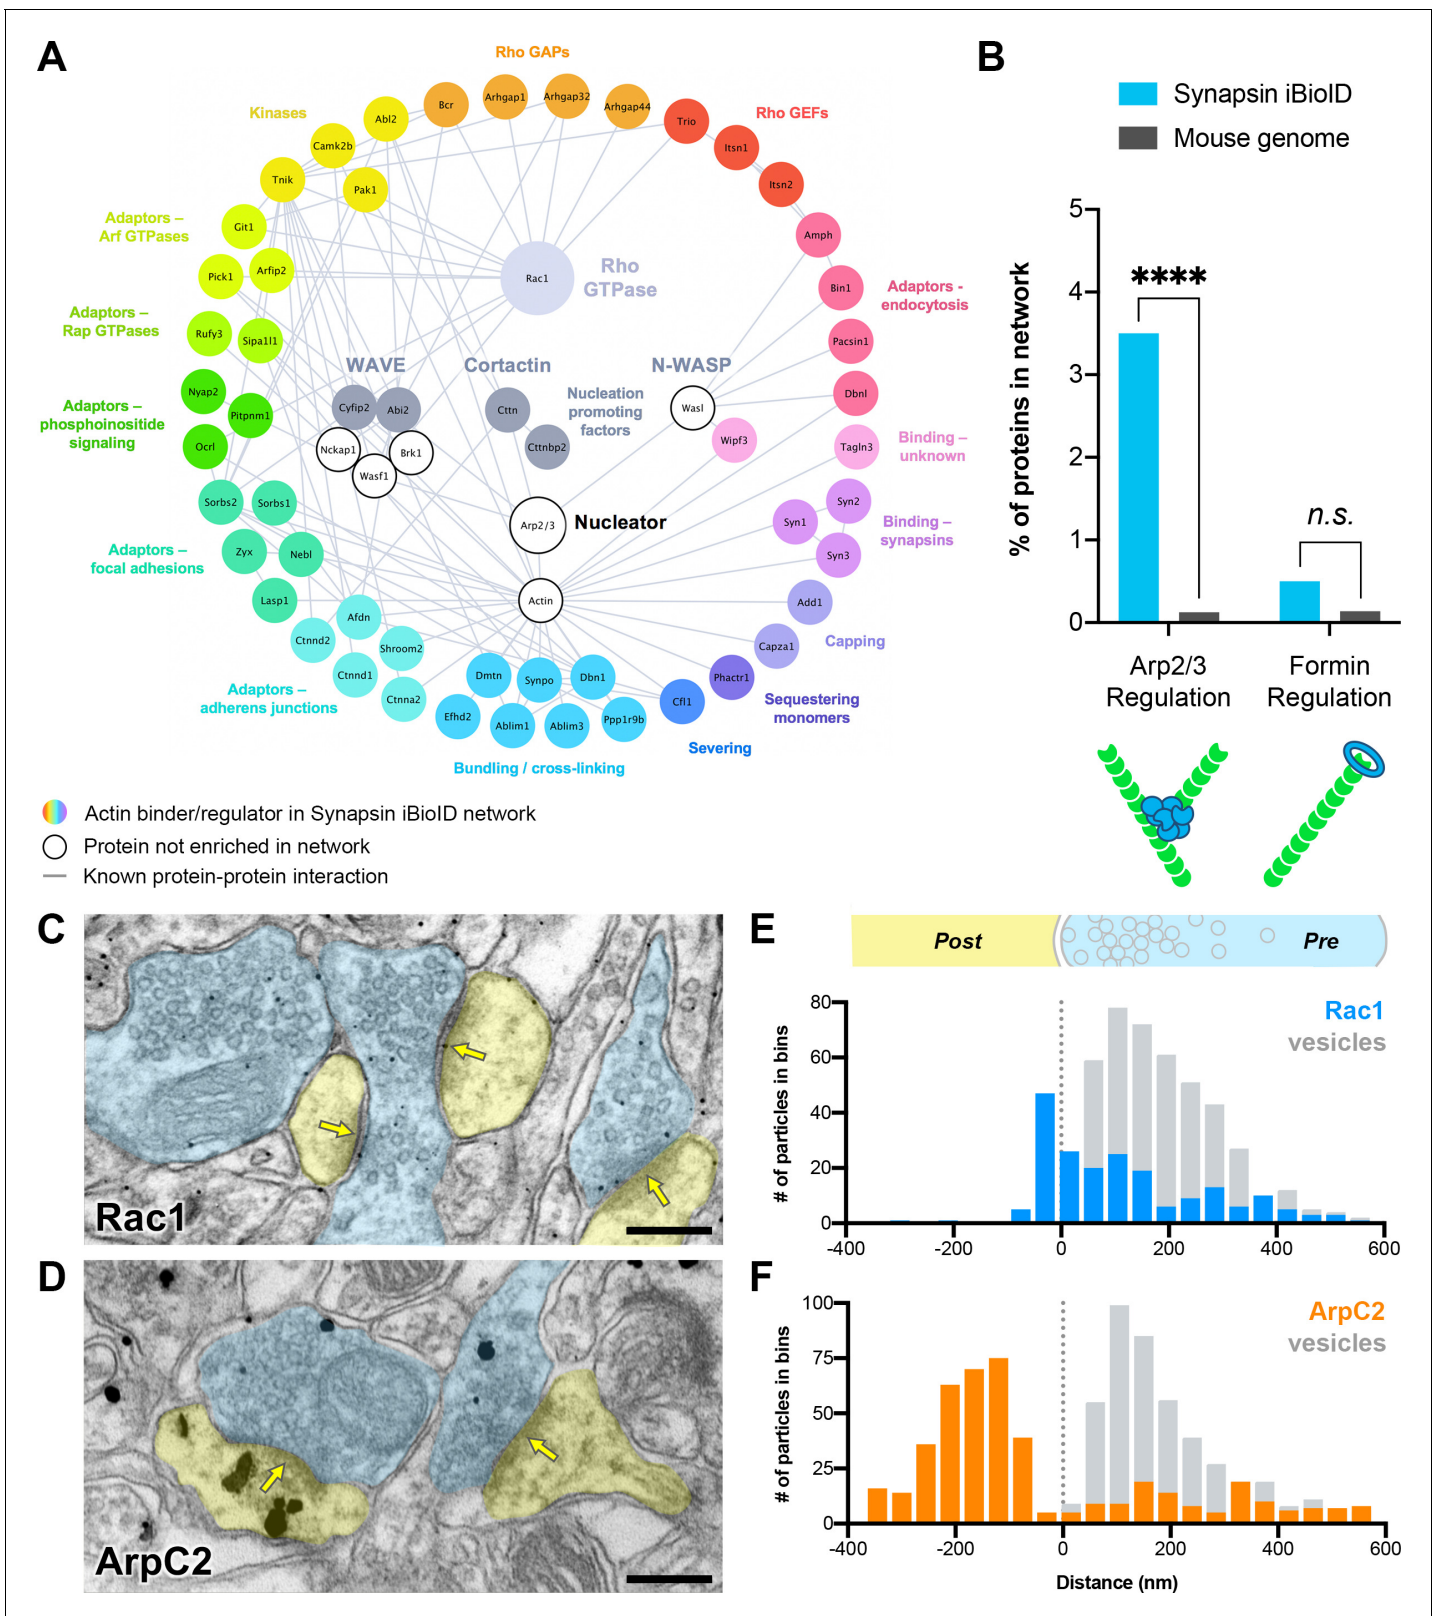 A
Rho GAPs
Kinases
Rho GEFs
Bcr
Arhgap1
Arhgap32
Arhgap44
Abl2
Trio
Camk2b
Itsn1
Tnik
Pak1
Itsn2
Adaptors –
Arf GTPases
Git1
Amph
Pick1
Arfip2
Rac1
Rho
GTPase
Bin1
Adaptors -
endocytosis
Adaptors –
Rap GTPases
Rufy3
Sipa1l1
Pacsin1
WAVE
Cortactin
N-WASP
Nyap2
Pitpnm1
Cyfip2
Abi2
Cttn
Nucleation
promoting
factors
Wasl
Dbnl
Adaptors –
phosphoinositide
signaling
Ocrl
Nckap1
Brk1
Wasf1
Cttnbp2
Wipf3
Tagln3
Binding –
unknown
Sorbs2
Sorbs1
Arp2/3
Nucleator
Syn1
Syn2
Syn3
Binding –
synapsins
Adaptors –
focal adhesions
Zyx
Nebl
Lasp1
Actin
Add1
Capping
Ctnnd2
Afdn
Shroom2
Capza1
Adaptors –
adherens junctions
Ctnnd1
Ctnna2
Dmtn
Synpo
Dbn1
Phactr1
Sequestering
monomers
Efhd2
Ablim1
Ablim3
Ppp1r9b
Cfl1
Severing
Bundling / cross-linking
Actin binder/regulator in Synapsin iBioID network
Protein not enriched in network
Known protein-protein interaction
B
Synapsin iBioID
Mouse genome
% of proteins in network
5
4
3
2
1
0
****
n.s.
Arp2/3
Regulation
Formin
Regulation
C
Rac1
D
ArpC2
E
Post
Pre
# of particles in bins
80
60
40
20
0
Rac1
vesicles
-400
-200
0
200
400
600
F
# of particles in bins
100
75
50
25
0
ArpC2
vesicles
-400
-200
0
200
400
600
Distance (nm)